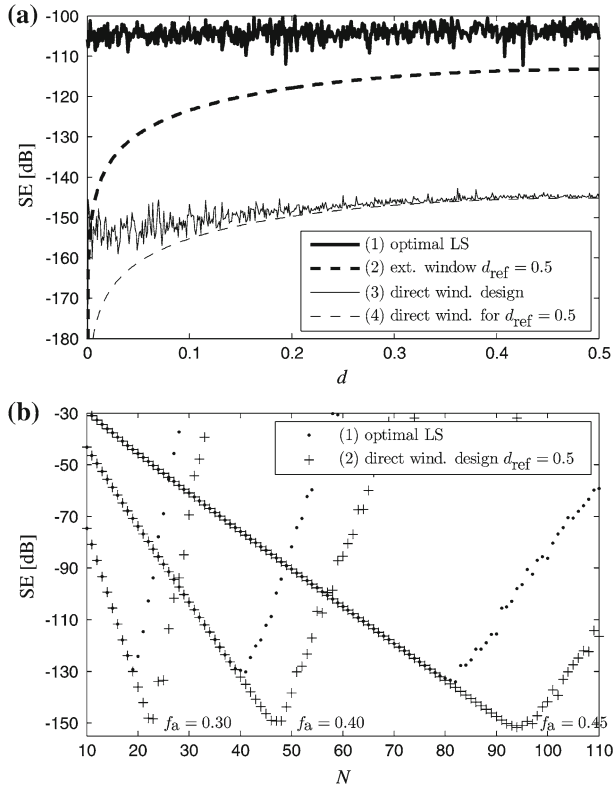 (a)
-100
-110
-120
-130
-140
-150
-160
-170
-180
SE [dB]
(1) optimal LS
(2) ext. window d_ref = 0.5
(3) direct wind. design
(4) direct wind. for d_ref = 0.5
0 0.1 0.2 0.3 0.4 0.5
d
(b)
-30
-50
-70
-90
-110
-130
-150
SE [dB]
(1) optimal LS
(2) direct wind. design d_ref = 0.5
f_a = 0.30 f_a = 0.40 f_a = 0.45
10 20 30 40 50 60 70 80 90 100 110
N